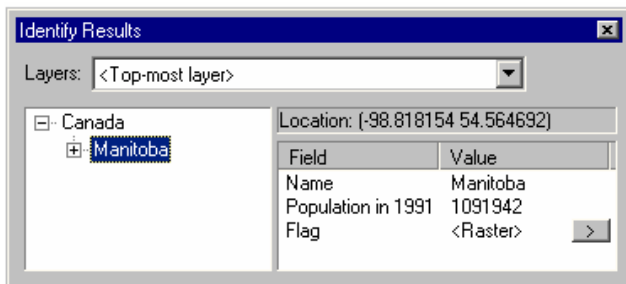 Identify Results
Layers: <Top-most layer>
Canada
Manitoba
Location: (-98.818154 54.564692)
Field Value
Name Manitoba
Population in 1991 1091942
Flag <Raster> >